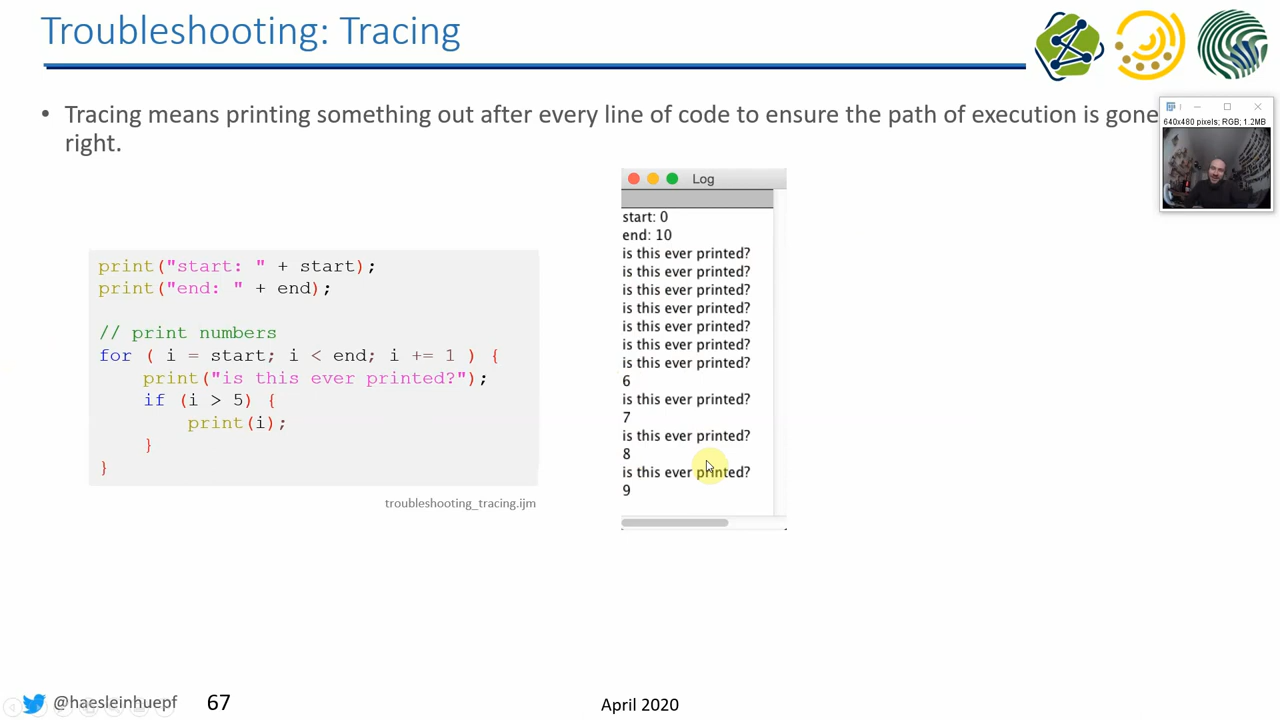 Troubleshooting: Tracing
• Tracing means printing something out after every line of code to ensure the path of execution is gone
right.
640x480 pixels; RGB; 1.2MB
Log
start: 0
end: 10
is this ever printed?
is this ever printed?
is this ever printed?
is this ever printed?
is this ever printed?
is this ever printed?
is this ever printed?
6
is this ever printed?
7
is this ever printed?
8
is this ever printed?
9
print("start: " + start);
print("end: " + end);
// print numbers
for ( i = start; i < end; i += 1 ) {
print("is this ever printed?");
if (i > 5) {
print(i);
}
}
troubleshooting_tracing.ijm
@haesleinhuepf
67
April 2020